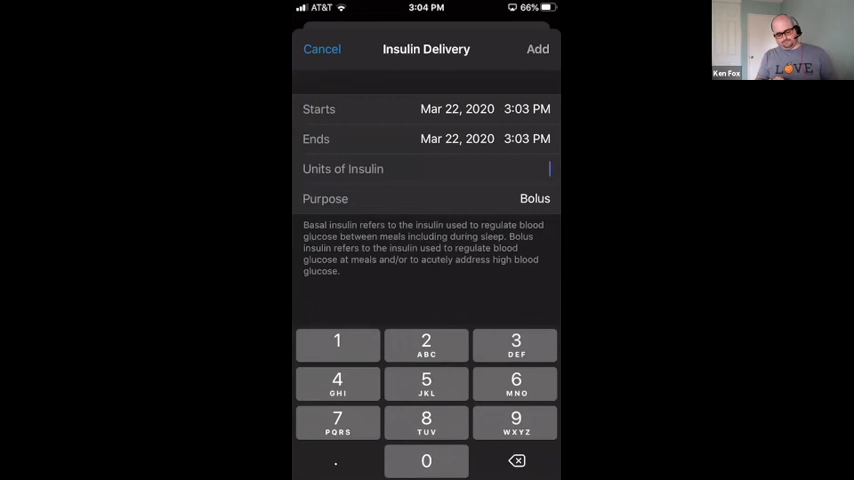 AT&T 3:04 PM 66%
Cancel Insulin Delivery Add
Starts Mar 22, 2020 3:03 PM
Ends Mar 22, 2020 3:03 PM
Units of Insulin
Purpose Bolus
Basal insulin refers to the insulin used to regulate blood
glucose between meals including during sleep. Bolus
insulin refers to the insulin used to regulate blood
glucose at meals and/or to acutely address high blood
glucose.
1 2 3
ABC DEF
4 5 6
GHI JKL MNO
7 8 9
PQRS TUV WXYZ
. 0
Ken Fox
LOVE